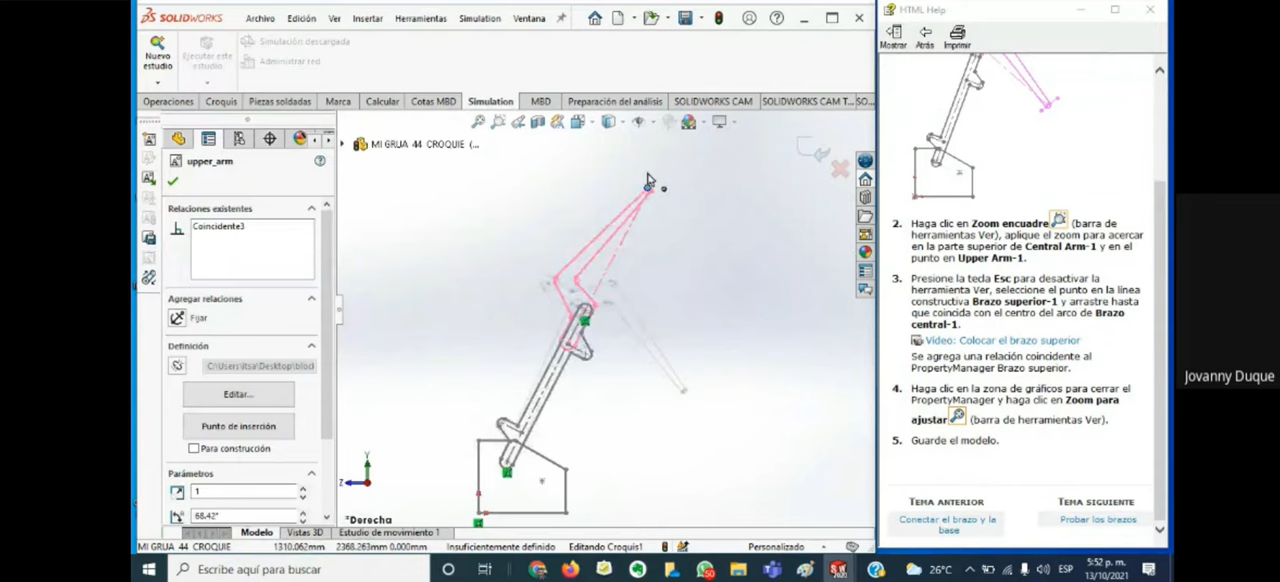 SOLIDWORKS
Archivo Edición Ver Insertar Herramientas Simulation Ventana
Nuevo estudio
Ejecutar este estudio
Simulación descargada
Administrar red
Operaciones Croquis Piezas soldadas Marca Calcular Cotas MBD Simulation MBD Preparación del análisis SOLIDWORKS CAM SOLIDWORKS CAM T... SO...
MI GRUA 44 CROQUIE (...
upper_arm
Relaciones existentes
Coincidente3
Agregar relaciones
Fijar
Definición
C:\Users\itsa\Desktop\bloc
Editar...
Punto de inserción
Para construcción
Parámetros
1
68.42°
Y
Z
*Derecha
Modelo Vistas 3D Estudio de movimiento 1
MI GRUA 44 CROQUIE 1310.062mm 2368.263mm 0.000mm Insuficientemente definido Editando Croquis1 Personalizado
HTML Help
Mostrar Atrás Imprimir
2. Haga clic en Zoom encuadre (barra de
herramientas Ver), aplique el zoom para acercar
en la parte superior de Central Arm-1 y en el
punto en Upper Arm-1.
3. Presione la tecla Esc para desactivar la
herramienta Ver, seleccione el punto en la línea
constructiva Brazo superior-1 y arrastre hasta
que coincida con el centro del arco de Brazo
central-1.
Video: Colocar el brazo superior
Se agrega una relación coincidente al
PropertyManager Brazo superior.
4. Haga clic en la zona de gráficos para cerrar el
PropertyManager y haga clic en Zoom para
ajustar (barra de herramientas Ver).
5. Guarde el modelo.
TEMA ANTERIOR
Conectar el brazo y la
base
TEMA SIGUIENTE
Probar los brazos
Jovanny Duque
Escribe aquí para buscar
26°C
ESP
5:52 p. m.
13/10/2021